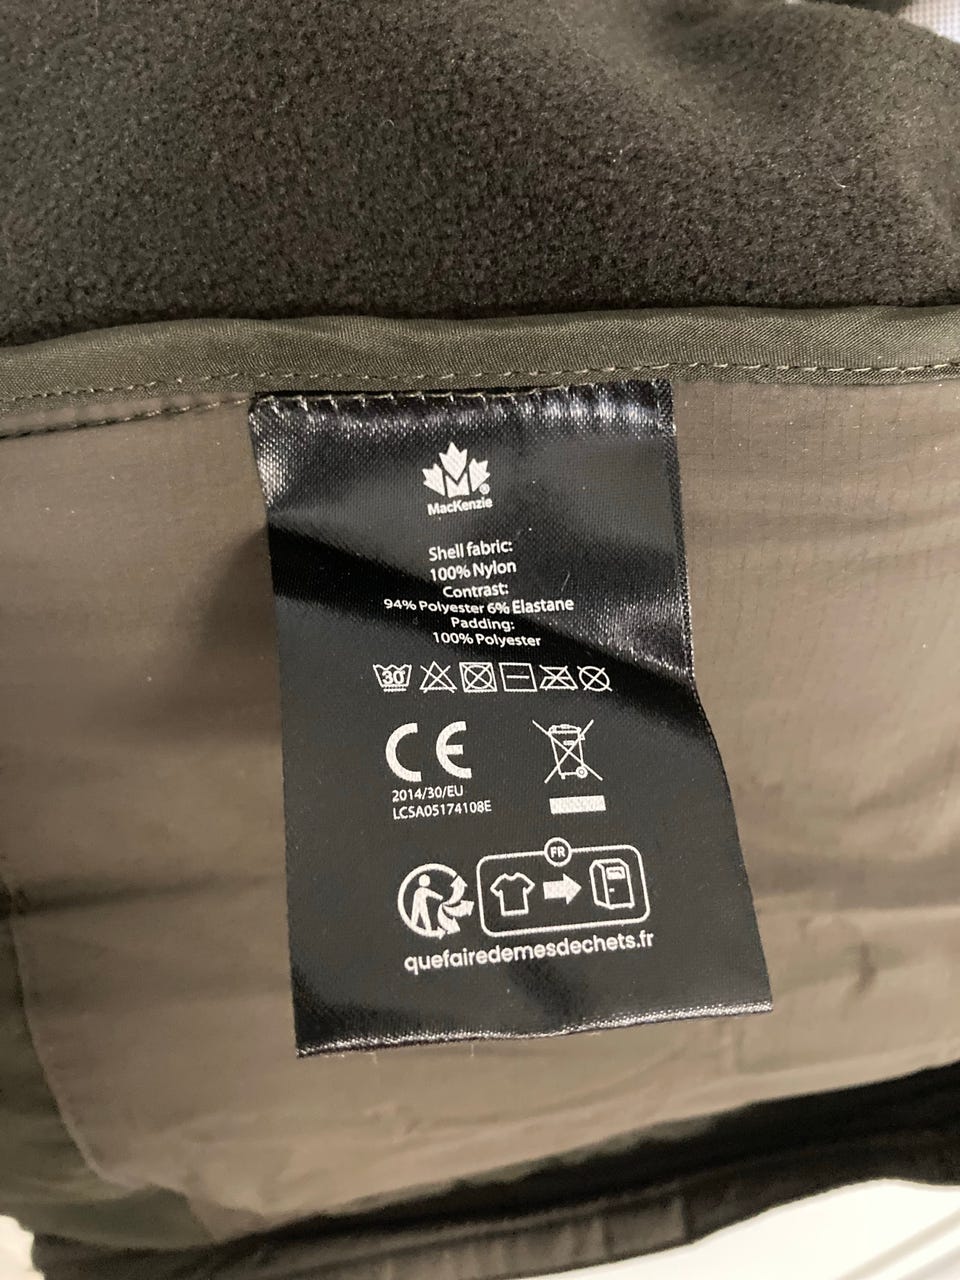 MacKenzie
Shell fabric:
100% Nylon
Contrast:
94% Polyester 6% Elastane
Padding:
100% Polyester
30
CE
2014/30/EU
LCSA05174108E
FR
quefairedemesdechets.fr